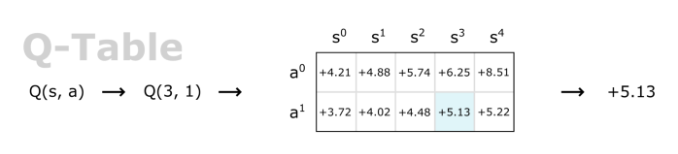 Q-Table
s⁰ s¹ s² s³ s⁴
a⁰ +4.21 +4.88 +5.74 +6.25 +8.51
Q(s, a) → Q(3, 1) → → +5.13
a¹ +3.72 +4.02 +4.48 +5.13 +5.22